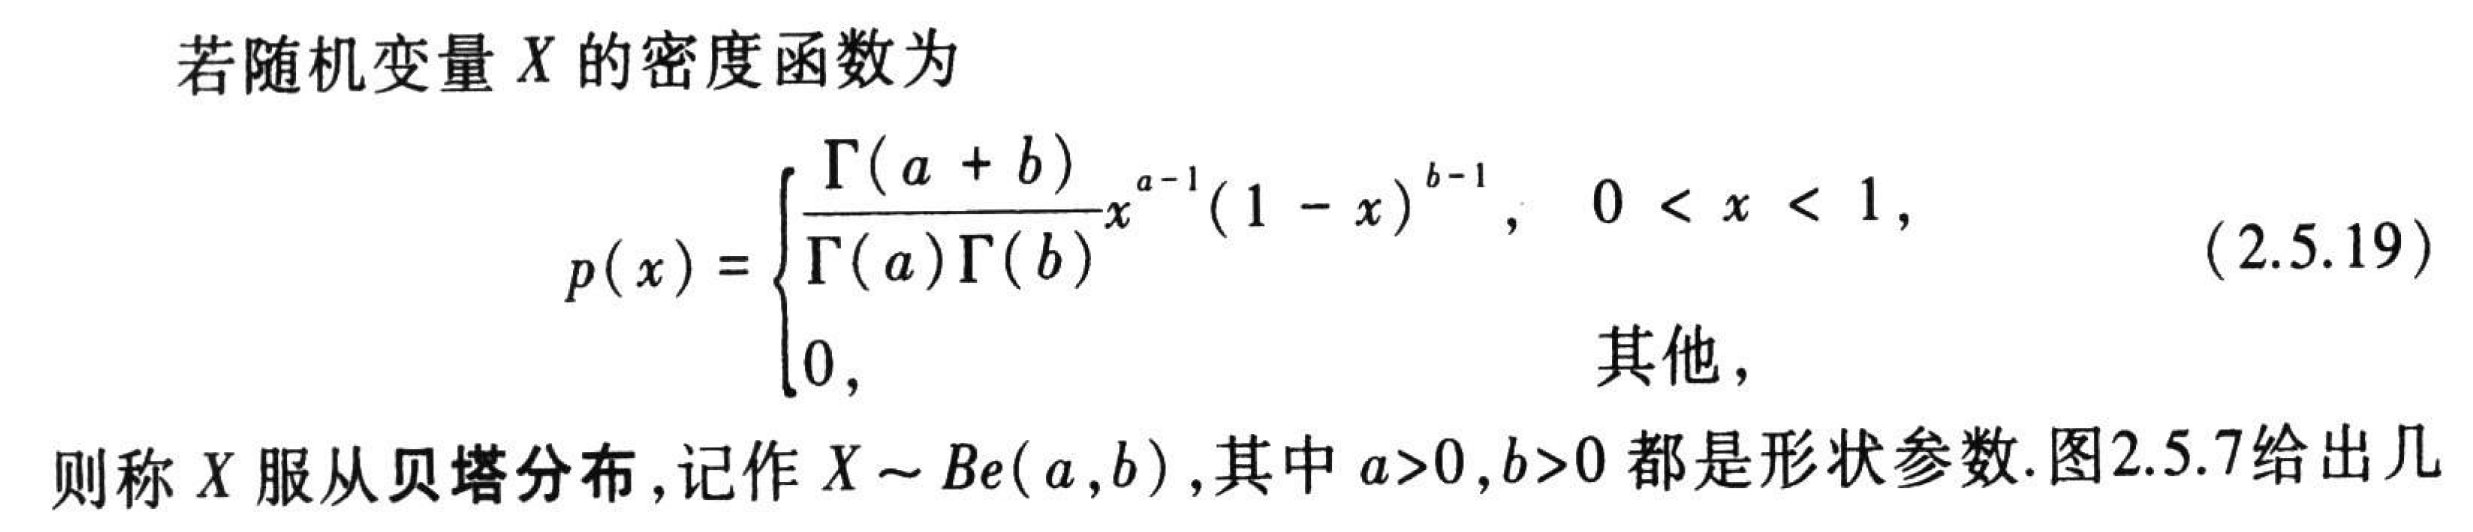 若随机变量 X 的密度函数为
p(x) = { Γ(a + b) / Γ(a)Γ(b) x^{a-1}(1 - x)^{b-1}, 0 < x < 1,
0, 其他,
(2.5.19)
则称 X 服从贝塔分布,记作 X ~ Be(a,b),其中 a>0,b>0 都是形状参数.图2.5.7给出几